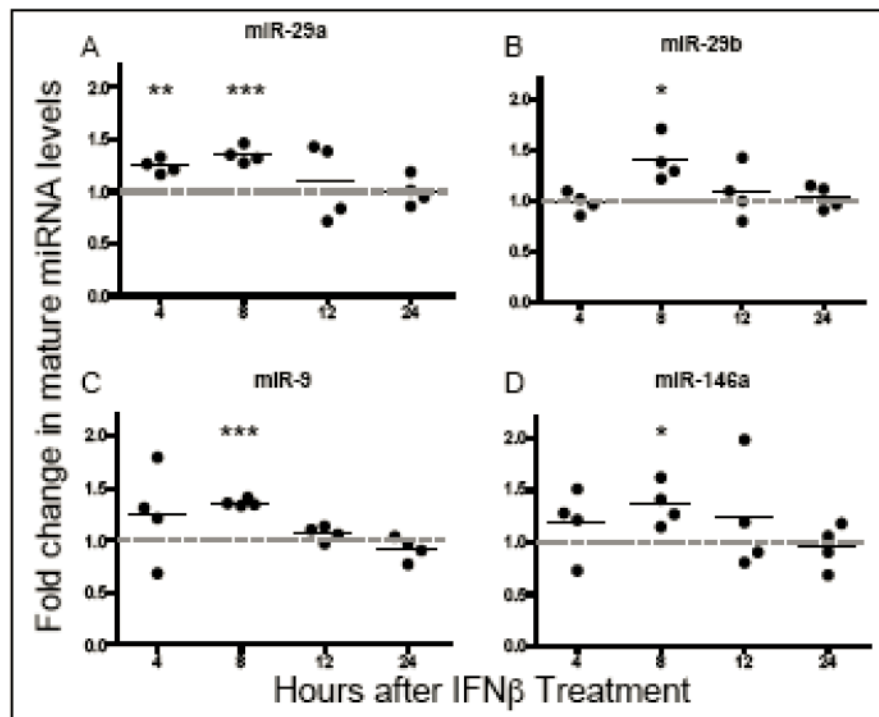 A
miR-29a
2.0
1.5
1.0
0.5
0.0
** ***
4 8 12 24
B
miR-29b
2.0
1.5
1.0
0.5
0.0
*
4 8 12 24
C
miR-9
2.0
1.5
1.0
0.5
0.0
***
4 8 12 24
D
miR-146a
2.0
1.5
1.0
0.5
0.0
*
4 8 12 24
Fold change in mature miRNA levels
Hours after IFNβ Treatment